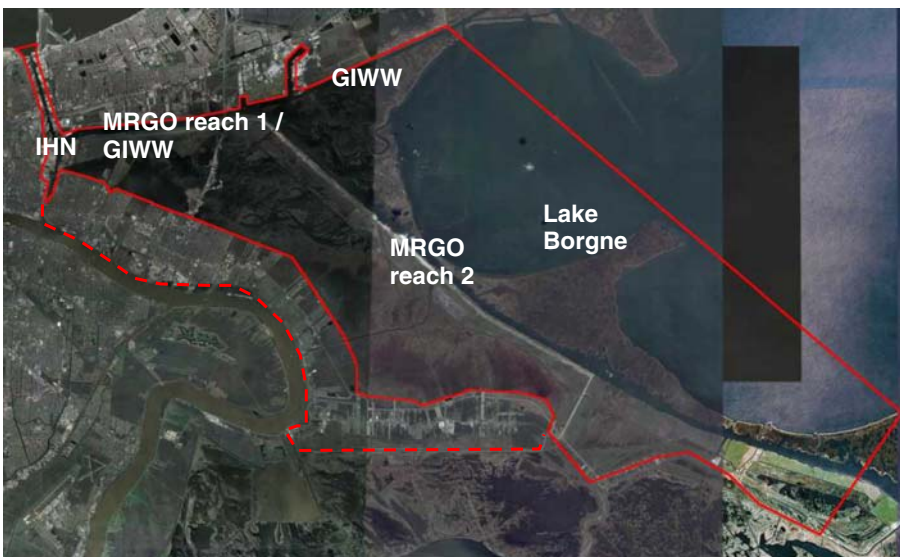 GIWW
MRGO reach 1 /
GIWW
IHN
Lake
Borgne
MRGO
reach 2